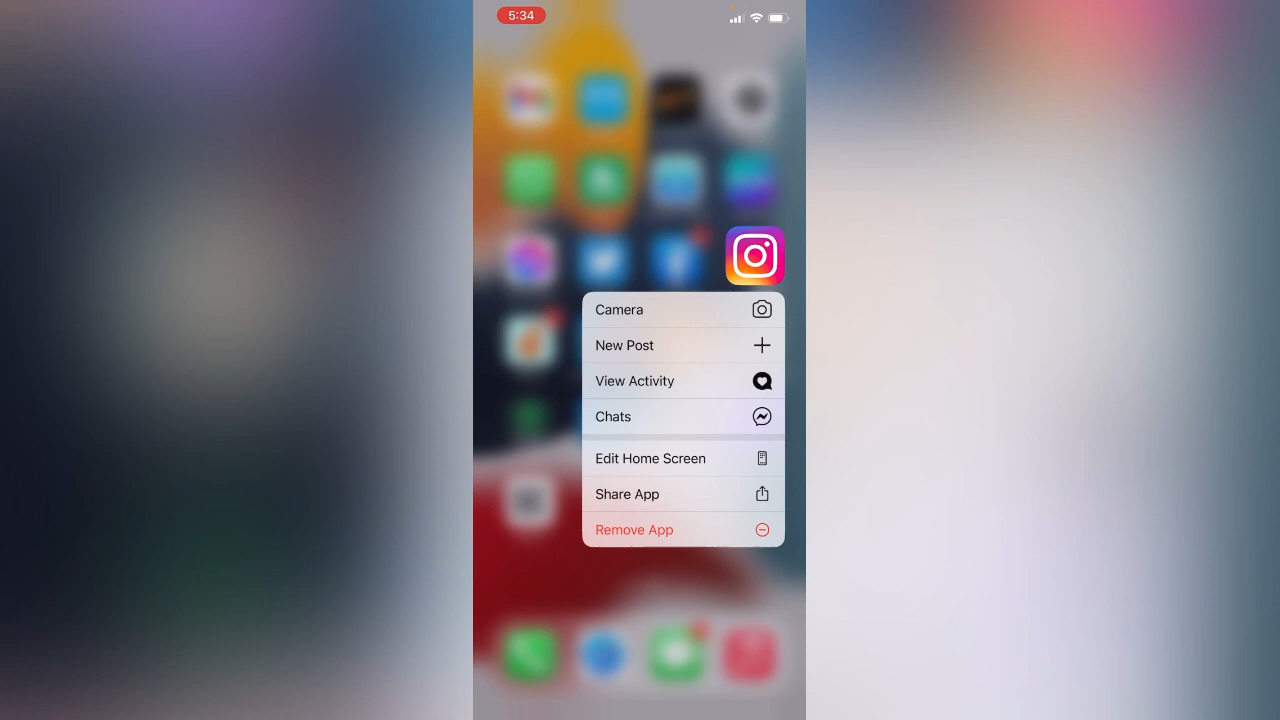 5:34
Camera
New Post
View Activity
Chats
Edit Home Screen
Share App
Remove App